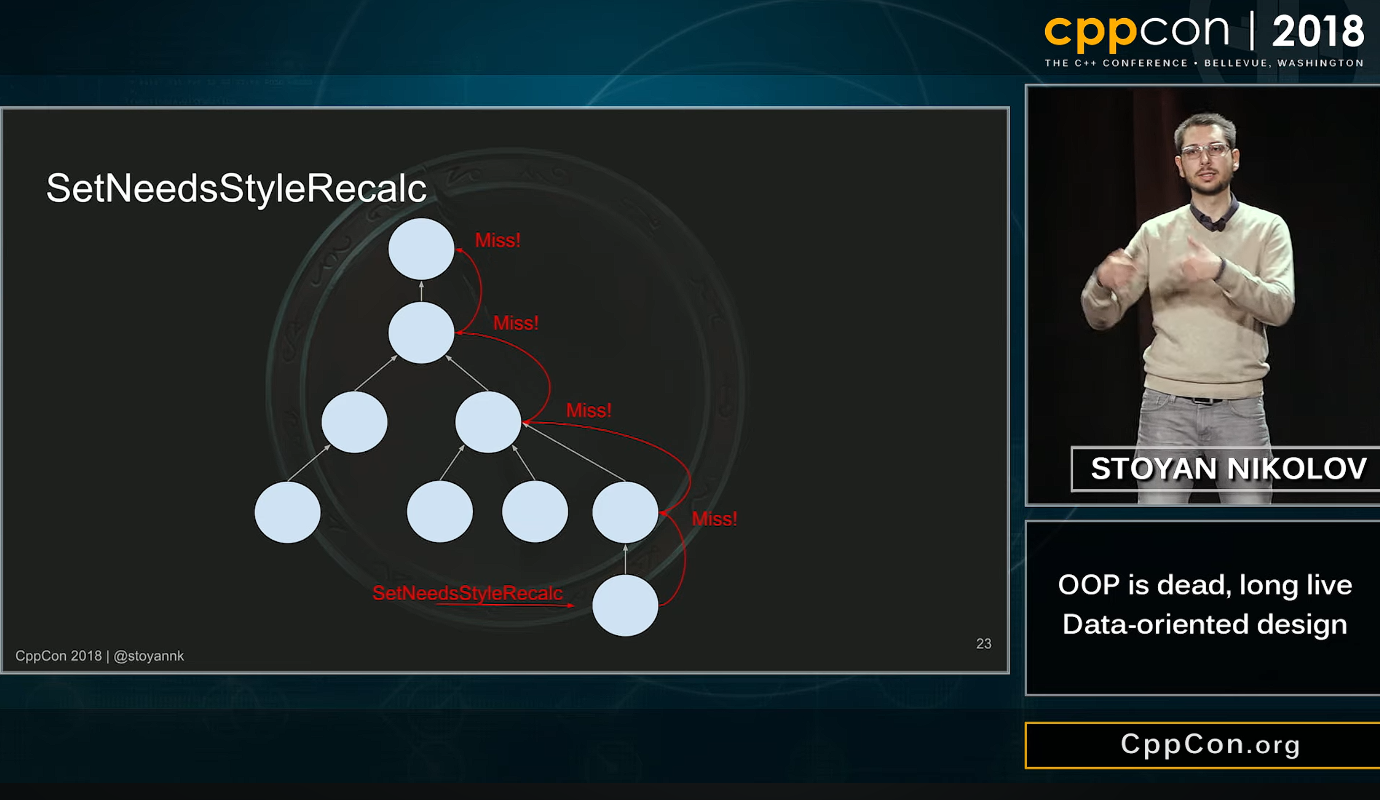 cppcon | 2018
THE C++ CONFERENCE • BELLEVUE, WASHINGTON
SetNeedsStyleRecalc
Miss!
Miss!
Miss!
Miss!
SetNeedsStyleRecalc
23
CppCon 2018 | @stoyannk
STOYAN NIKOLOV
OOP is dead, long live
Data-oriented design
CppCon.org